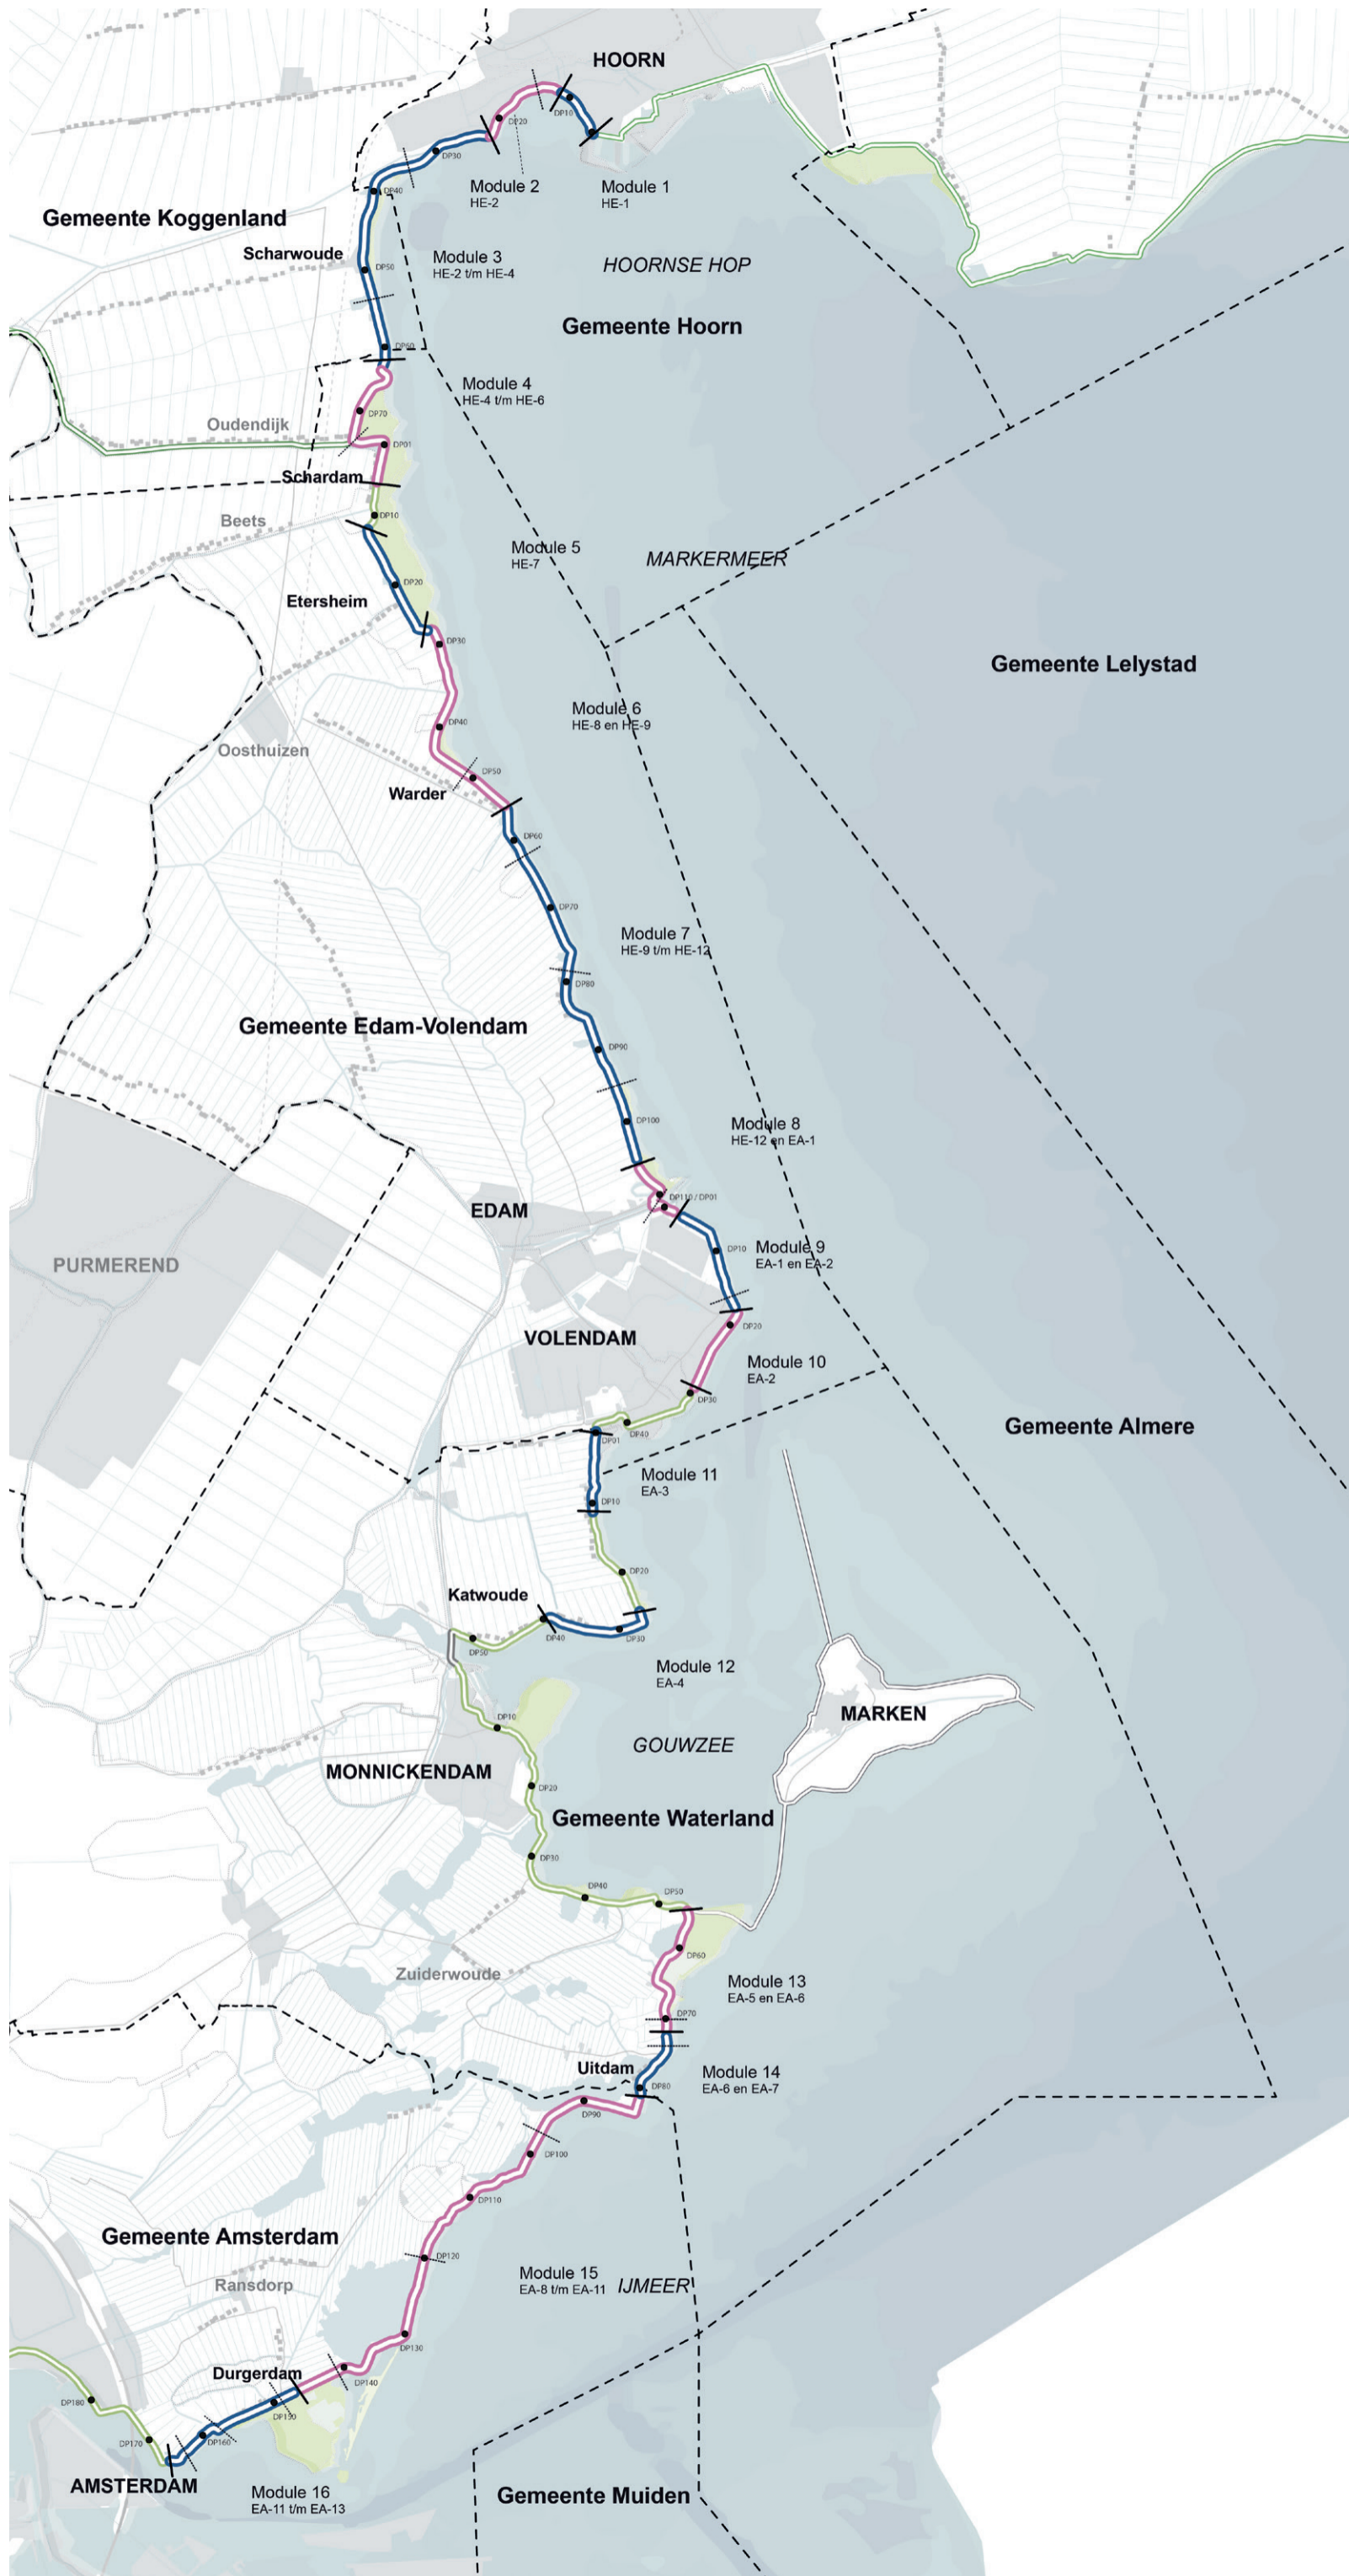 HOORN
DP10
DP20
DP30
Module 2
HE-2
Module 1
HE-1
DP40
Gemeente Koggenland
Scharwoude
Module 3
HE-2 t/m HE-4
HOORNSE HOP
DP50
Gemeente Hoorn
DP60
Module 4
HE-4 t/m HE-6
DP70
Oudendijk
DP01
Schardam
DP10
Beets
Module 5
HE-7
MARKERMEER
DP20
Etersheim
DP30
Gemeente Lelystad
Module 6
HE-8 en HE-9
DP40
Oosthuizen
DP50
Warder
DP60
DP70
Module 7
HE-9 t/m HE-12
DP80
Gemeente Edam-Volendam
DP90
DP100
Module 8
HE-12 en EA-1
DP110 / DP01
EDAM
DP10
Module 9
EA-1 en EA-2
PURMEREND
DP20
VOLENDAM
Module 10
EA-2
DP30
DP40
Gemeente Almere
DP01
Module 11
EA-3
DP10
DP20
Katwoude
DP40
DP30
DP50
Module 12
EA-4
MARKEN
DP10
GOUWZEE
MONNICKENDAM
DP20
Gemeente Waterland
DP30
DP40
DP50
DP60
Zuiderwoude
Module 13
EA-5 en EA-6
DP70
Uitdam
Module 14
EA-6 en EA-7
DP80
DP90
DP100
DP110
Gemeente Amsterdam
DP120
Ransdorp
Module 15
EA-8 t/m EA-11
IJMEER
DP130
Durgerdam
DP140
DP180
DP150
DP170
DP160
AMSTERDAM
Module 16
EA-11 t/m EA-13
Gemeente Muiden